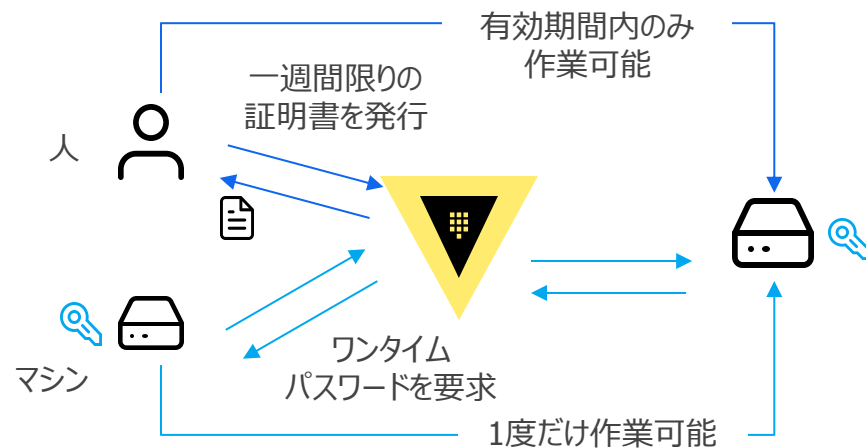 有効期間内のみ
作業可能
一週間限りの
証明書を発行
人
ワンタイム
パスワードを要求
マシン
1度だけ作業可能